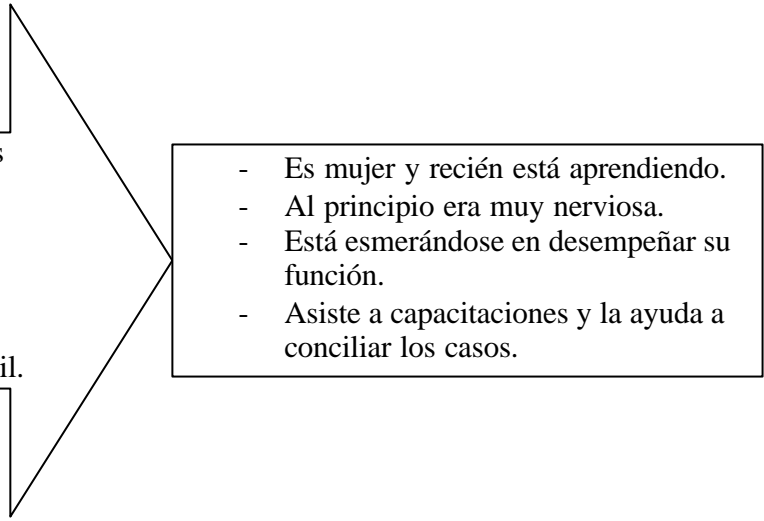 s
- Es mujer y recién está aprendiendo.
- Al principio era muy nerviosa.
- Está esmerándose en desempeñar su
función.
- Asiste a capacitaciones y la ayuda a
conciliar los casos.
il.